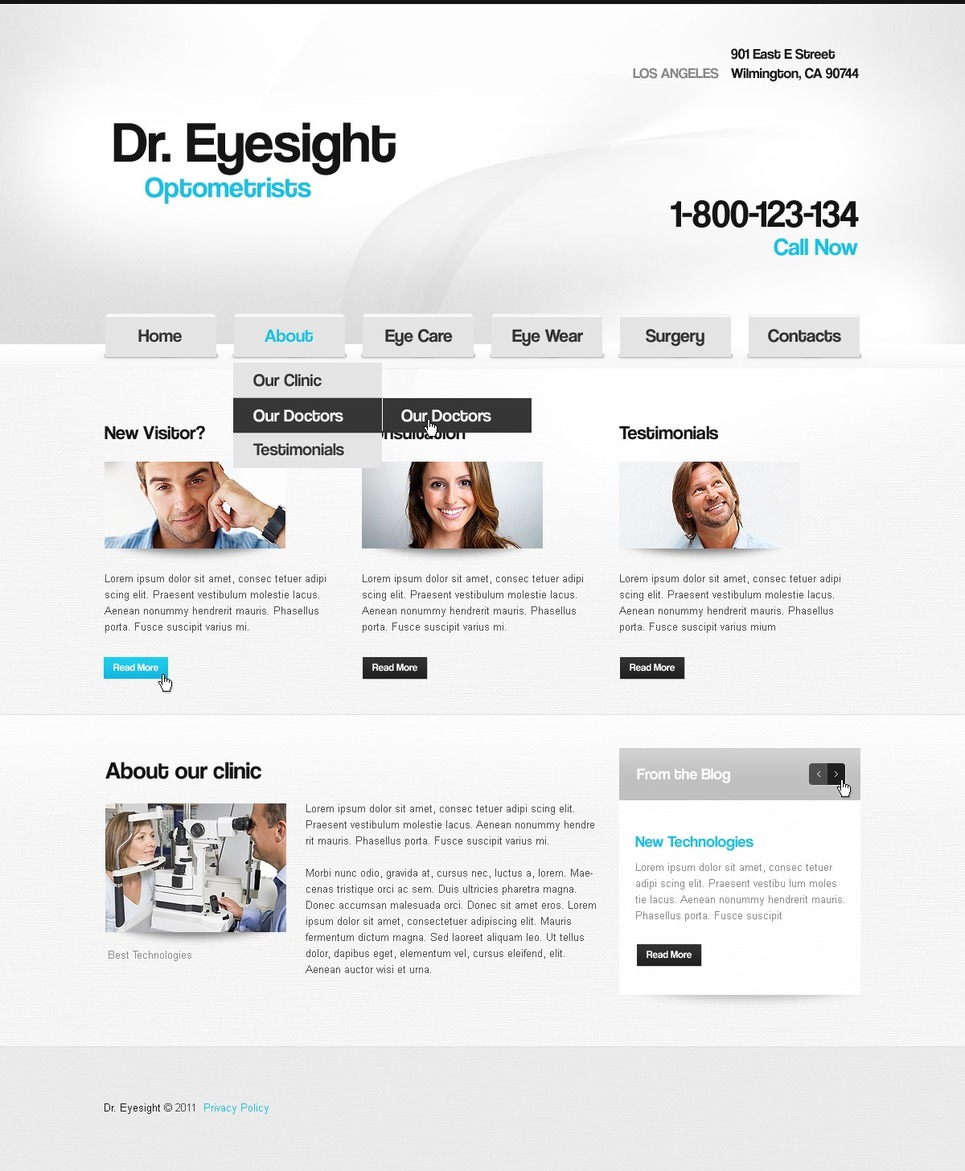 901 East E Street
LOS ANGELES Wilmington, CA 90744
Dr. Eyesight
Optometrists
1-800-123-134
Call Now
Home About Eye Care Eye Wear Surgery Contacts
Our Clinic
Our Doctors Our Doctors
Testimonials
New Visitor?
Lorem ipsum dolor sit amet, consec tetuer adipi
scing elit. Praesent vestibulum molestie lacus.
Aenean nonummy hendrerit mauris. Phasellus
porta. Fusce suscipit varius mi.
Read More
Lorem ipsum dolor sit amet, consec tetuer adipi
scing elit. Praesent vestibulum molestie lacus.
Aenean nonummy hendrerit mauris. Phasellus
porta. Fusce suscipit varius mi.
Read More
Testimonials
Lorem ipsum dolor sit amet, consec tetuer adipi
scing elit. Praesent vestibulum molestie lacus.
Aenean nonummy hendrerit mauris. Phasellus
porta. Fusce suscipit varius mium
Read More
About our clinic
Best Technologies
Lorem ipsum dolor sit amet, consec tetuer adipi scing elit.
Praesent vestibulum molestie lacus. Aenean nonummy hendre
rit mauris. Phasellus porta. Fusce suscipit varius mi.
Morbi nunc odio, gravida at, cursus nec, luctus a, lorem. Mae-
cenas tristique orci ac sem. Duis ultricies pharetra magna.
Donec accumsan malesuada orci. Donec sit amet eros. Lorem
ipsum dolor sit amet, consectetuer adipiscing elit. Mauris
fermentum dictum magna. Sed laoreet aliquam leo. Ut tellus
dolor, dapibus eget, elementum vel, cursus eleifend, elit.
Aenean auctor wisi et urna.
From the Blog
New Technologies
Lorem ipsum dolor sit amet, consec tetuer
adipi scing elit. Praesent vestibu lum moles
tie lacus. Aenean nonummy hendrerit mauris.
Phasellus porta. Fusce suscipit
Read More
Dr. Eyesight © 2011 Privacy Policy